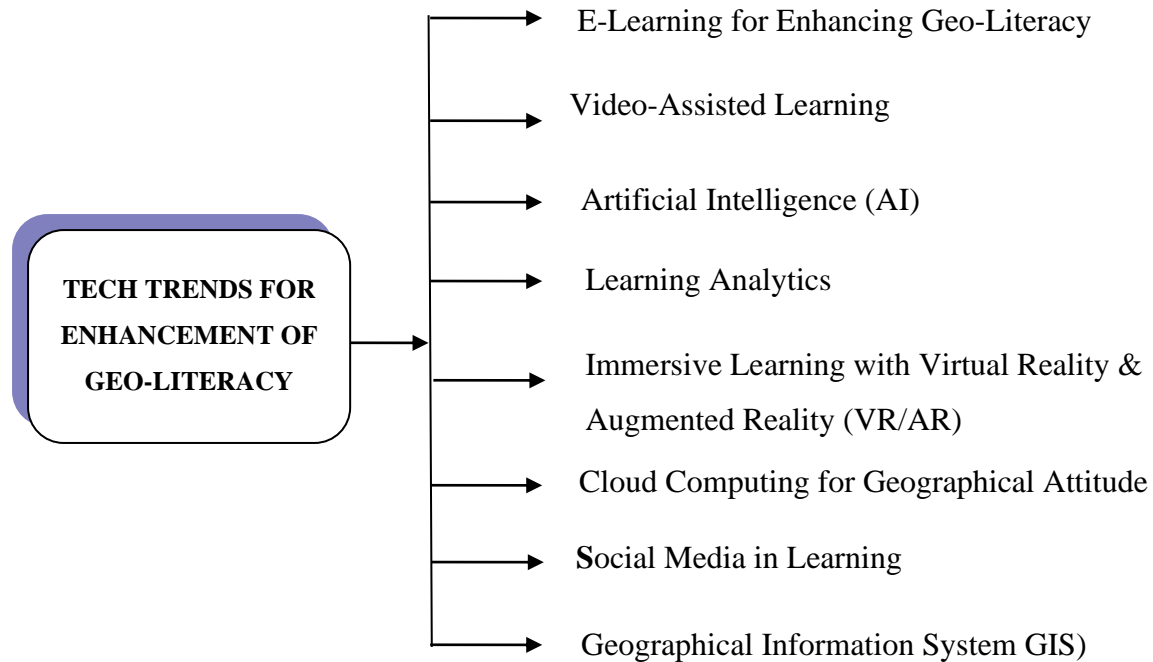 E-Learning for Enhancing Geo-Literacy
Video-Assisted Learning
Artificial Intelligence (AI)
TECH TRENDS FOR
ENHANCEMENT OF
GEO-LITERACY
Learning Analytics
Immersive Learning with Virtual Reality &
Augmented Reality (VR/AR)
Cloud Computing for Geographical Attitude
Social Media in Learning
Geographical Information System GIS)